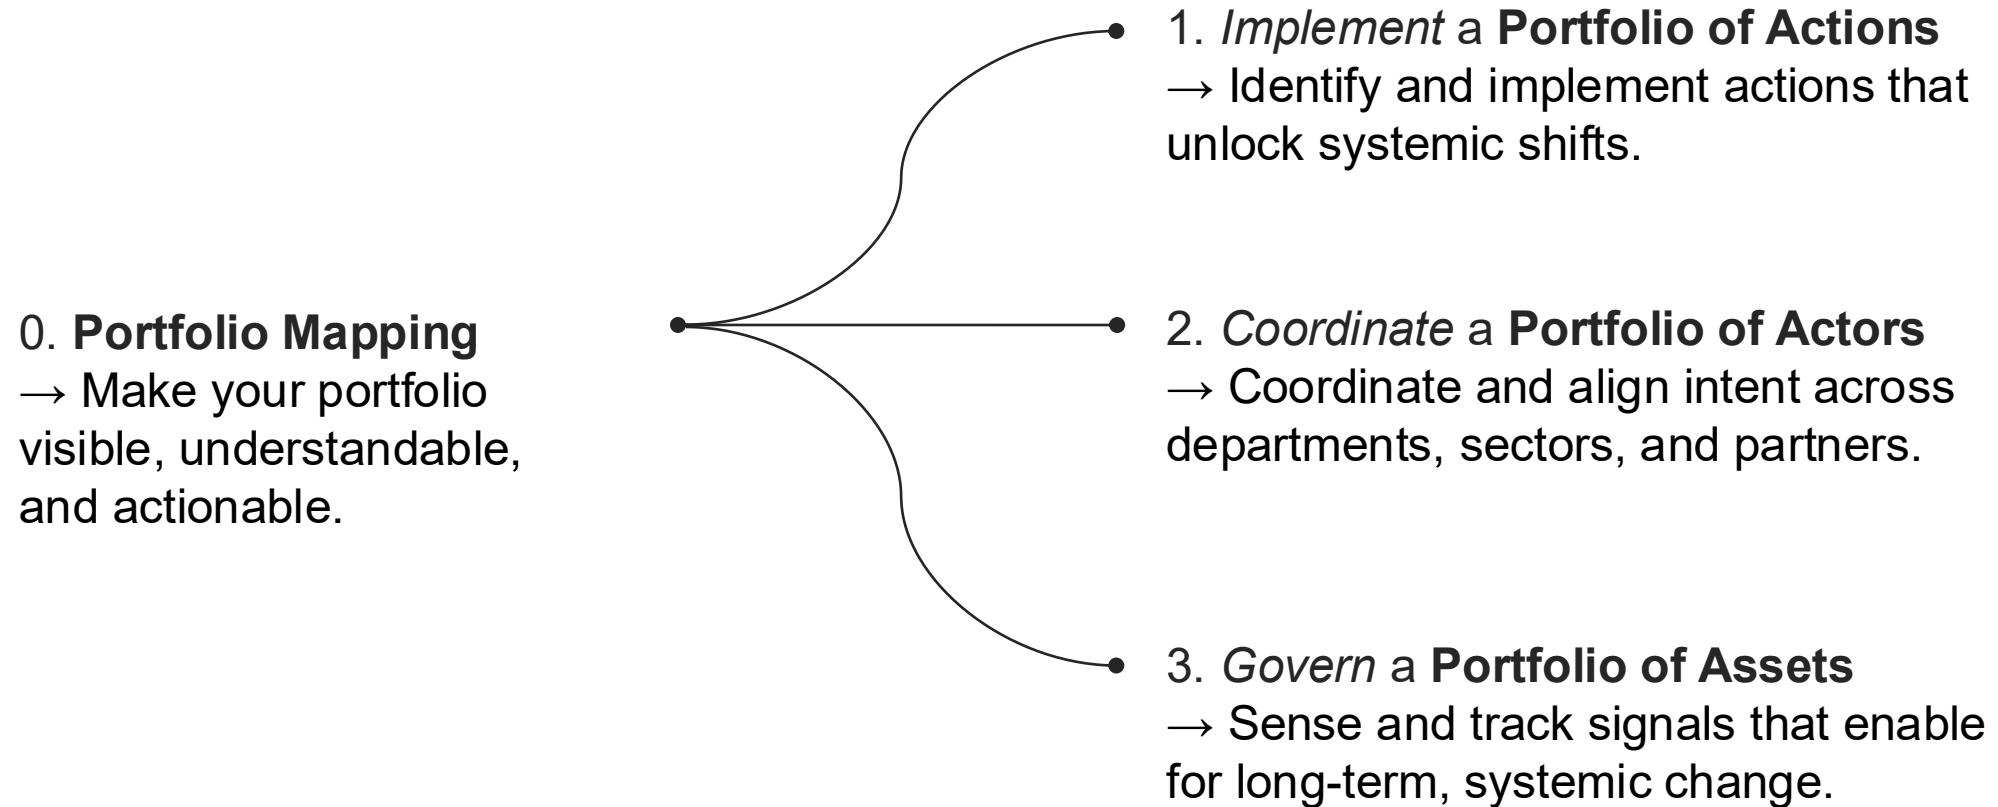 0. Portfolio Mapping
→ Make your portfolio
visible, understandable,
and actionable.
1. Implement a Portfolio of Actions
→ Identify and implement actions that
unlock systemic shifts.
2. Coordinate a Portfolio of Actors
→ Coordinate and align intent across
departments, sectors, and partners.
3. Govern a Portfolio of Assets
→ Sense and track signals that enable
for long-term, systemic change.